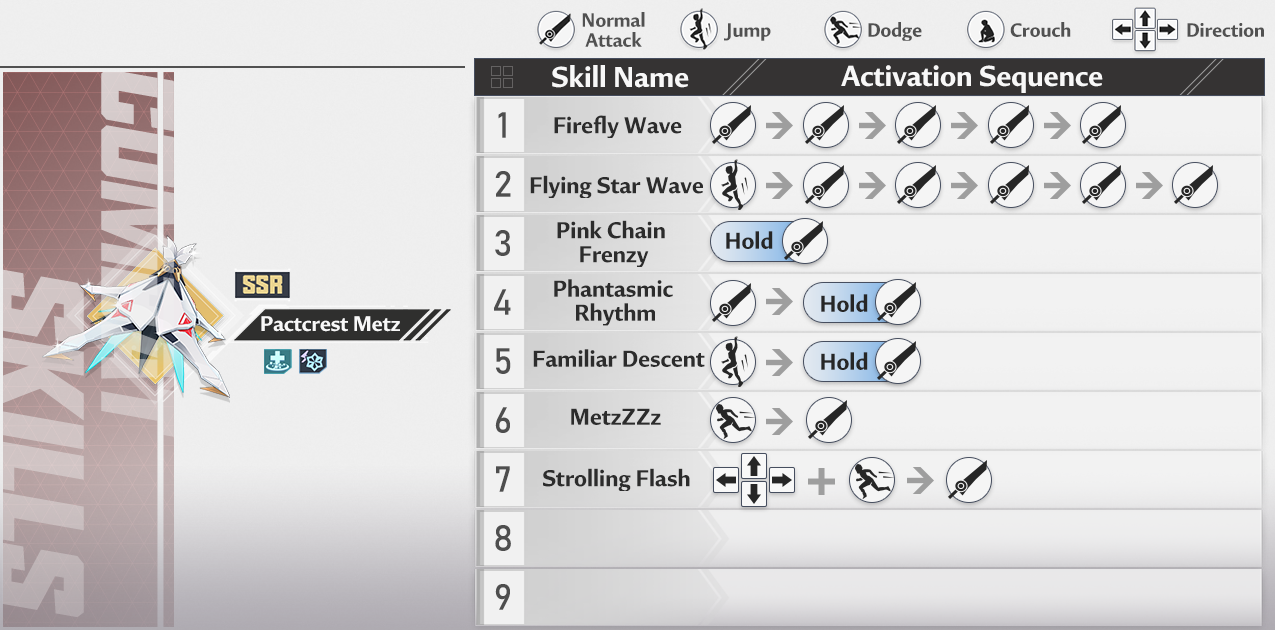 Normal
Attack
Jump
Dodge
Crouch
Direction
Skill Name
Activation Sequence
1
Firefly Wave
2
Flying Star Wave
3
Pink Chain
Frenzy
Hold
4
Phantasmic
Rhythm
Hold
5
Familiar Descent
Hold
6
MetzZZz
7
Strolling Flash
8
9
SSR
Pactcrest Metz
SKILLS